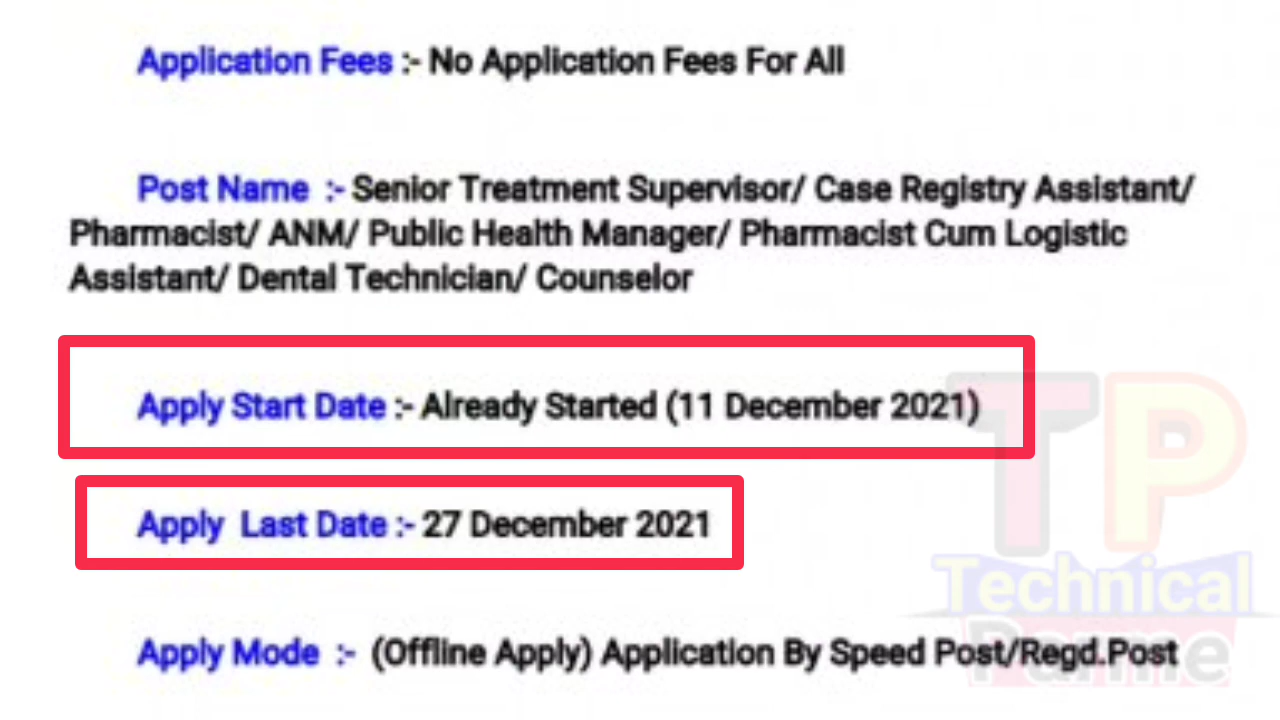 Application Fees :- No Application Fees For All
Post Name :- Senior Treatment Supervisor/ Case Registry Assistant/
Pharmacist/ ANM/ Public Health Manager/ Pharmacist Cum Logistic
Assistant/ Dental Technician/ Counselor
Apply Start Date :- Already Started (11 December 2021)
Apply Last Date :- 27 December 2021
TP
Technical
Parme
Apply Mode :- (Offline Apply) Application By Speed Post/Regd.Post